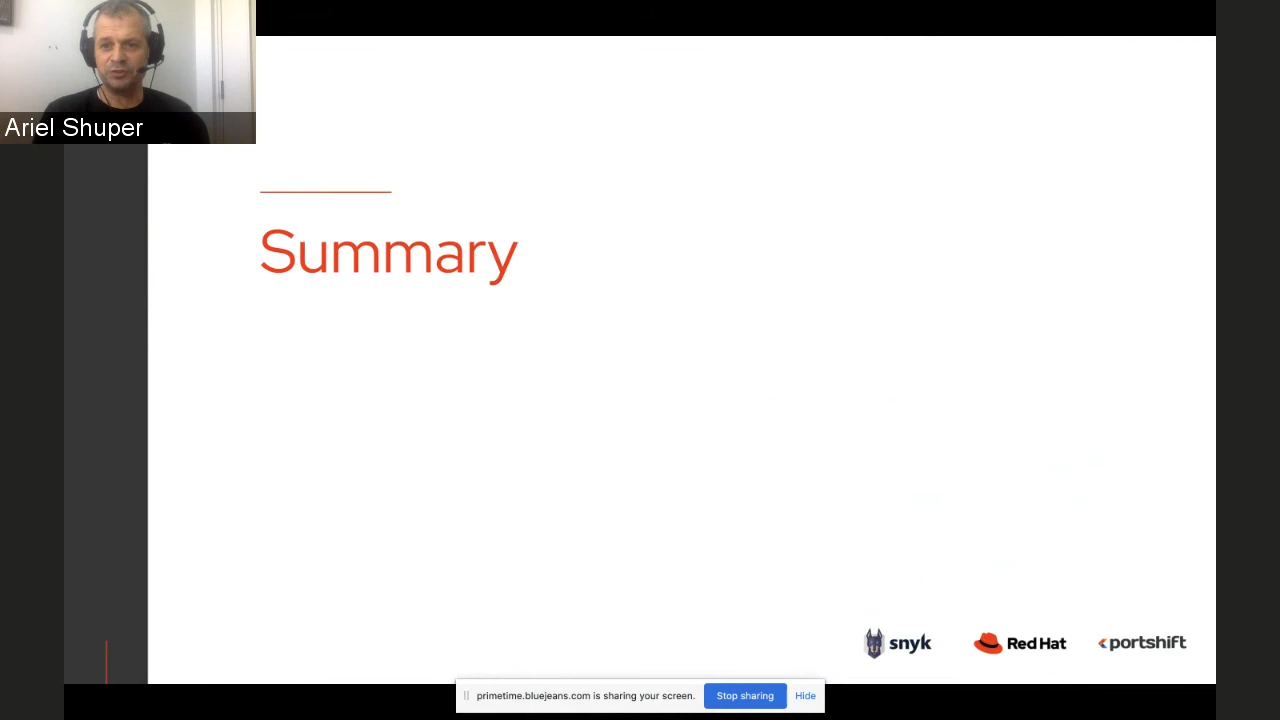 Ariel Shuper
Summary
snyk
Red Hat
portshift
primetime.bluejeans.com is sharing your screen.
Stop sharing
Hide